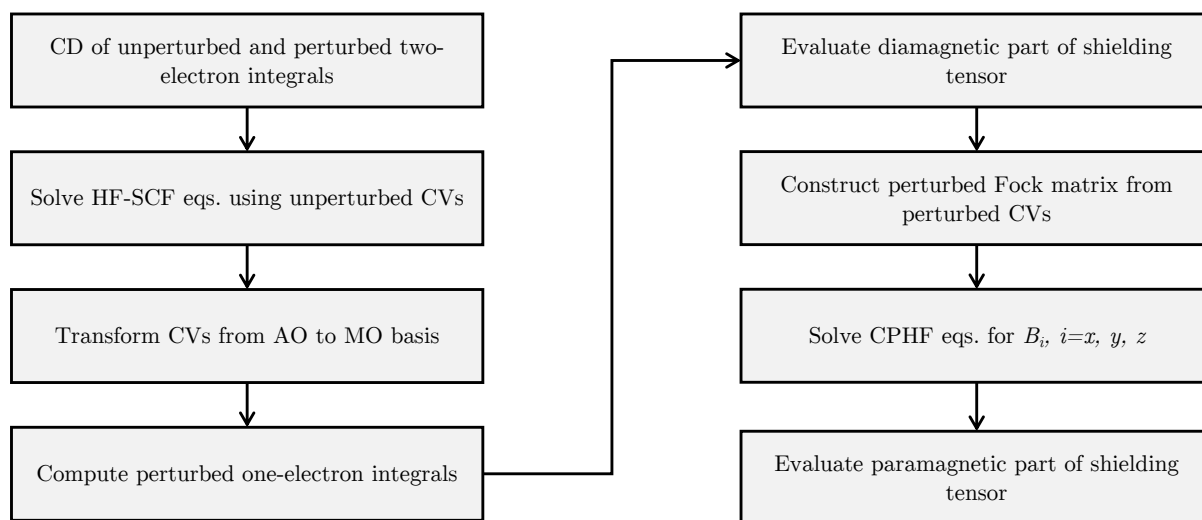 CD of unperturbed and perturbed two-
electron integrals
Solve HF-SCF eqs. using unperturbed CVs
Transform CVs from AO to MO basis
Compute perturbed one-electron integrals
Evaluate diamagnetic part of shielding
tensor
Construct perturbed Fock matrix from
perturbed CVs
Solve CPHF eqs. for Bᵢ, i=x, y, z
Evaluate paramagnetic part of shielding
tensor